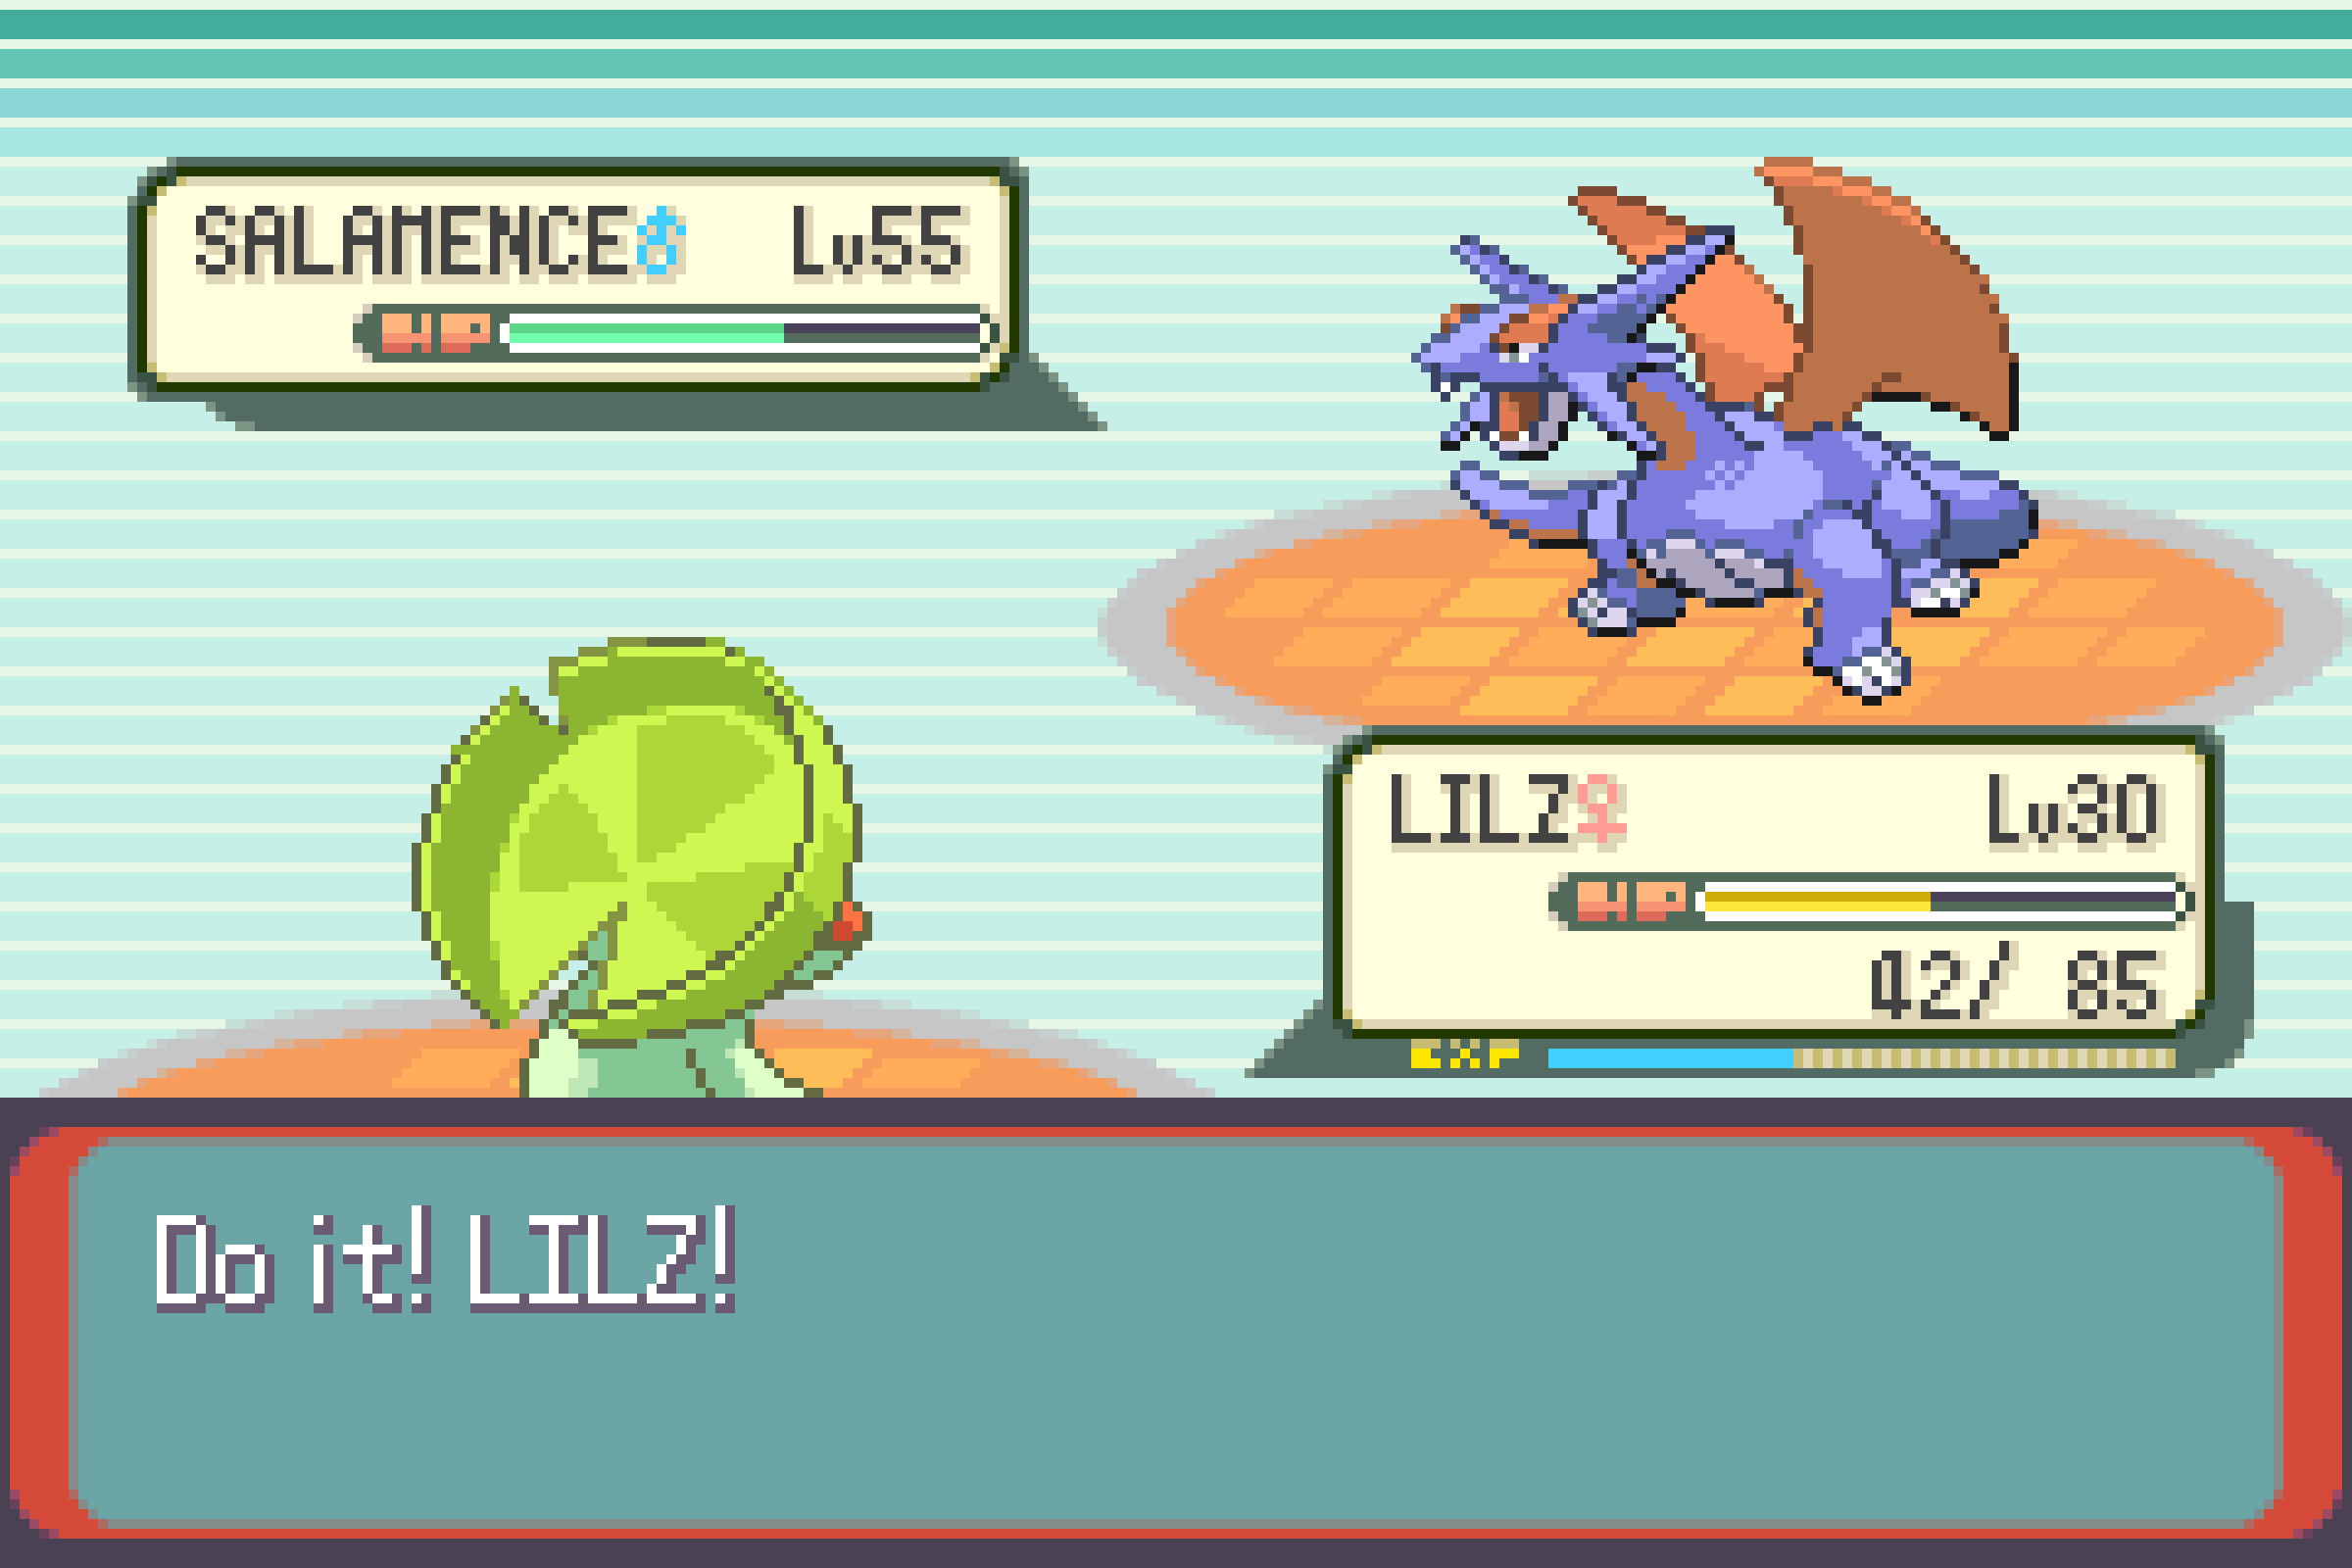 SALAMENCE♂ Lv55
HP
LILZ♀ Lv30
HP
42/ 85
EXP
Do it! LILZ!